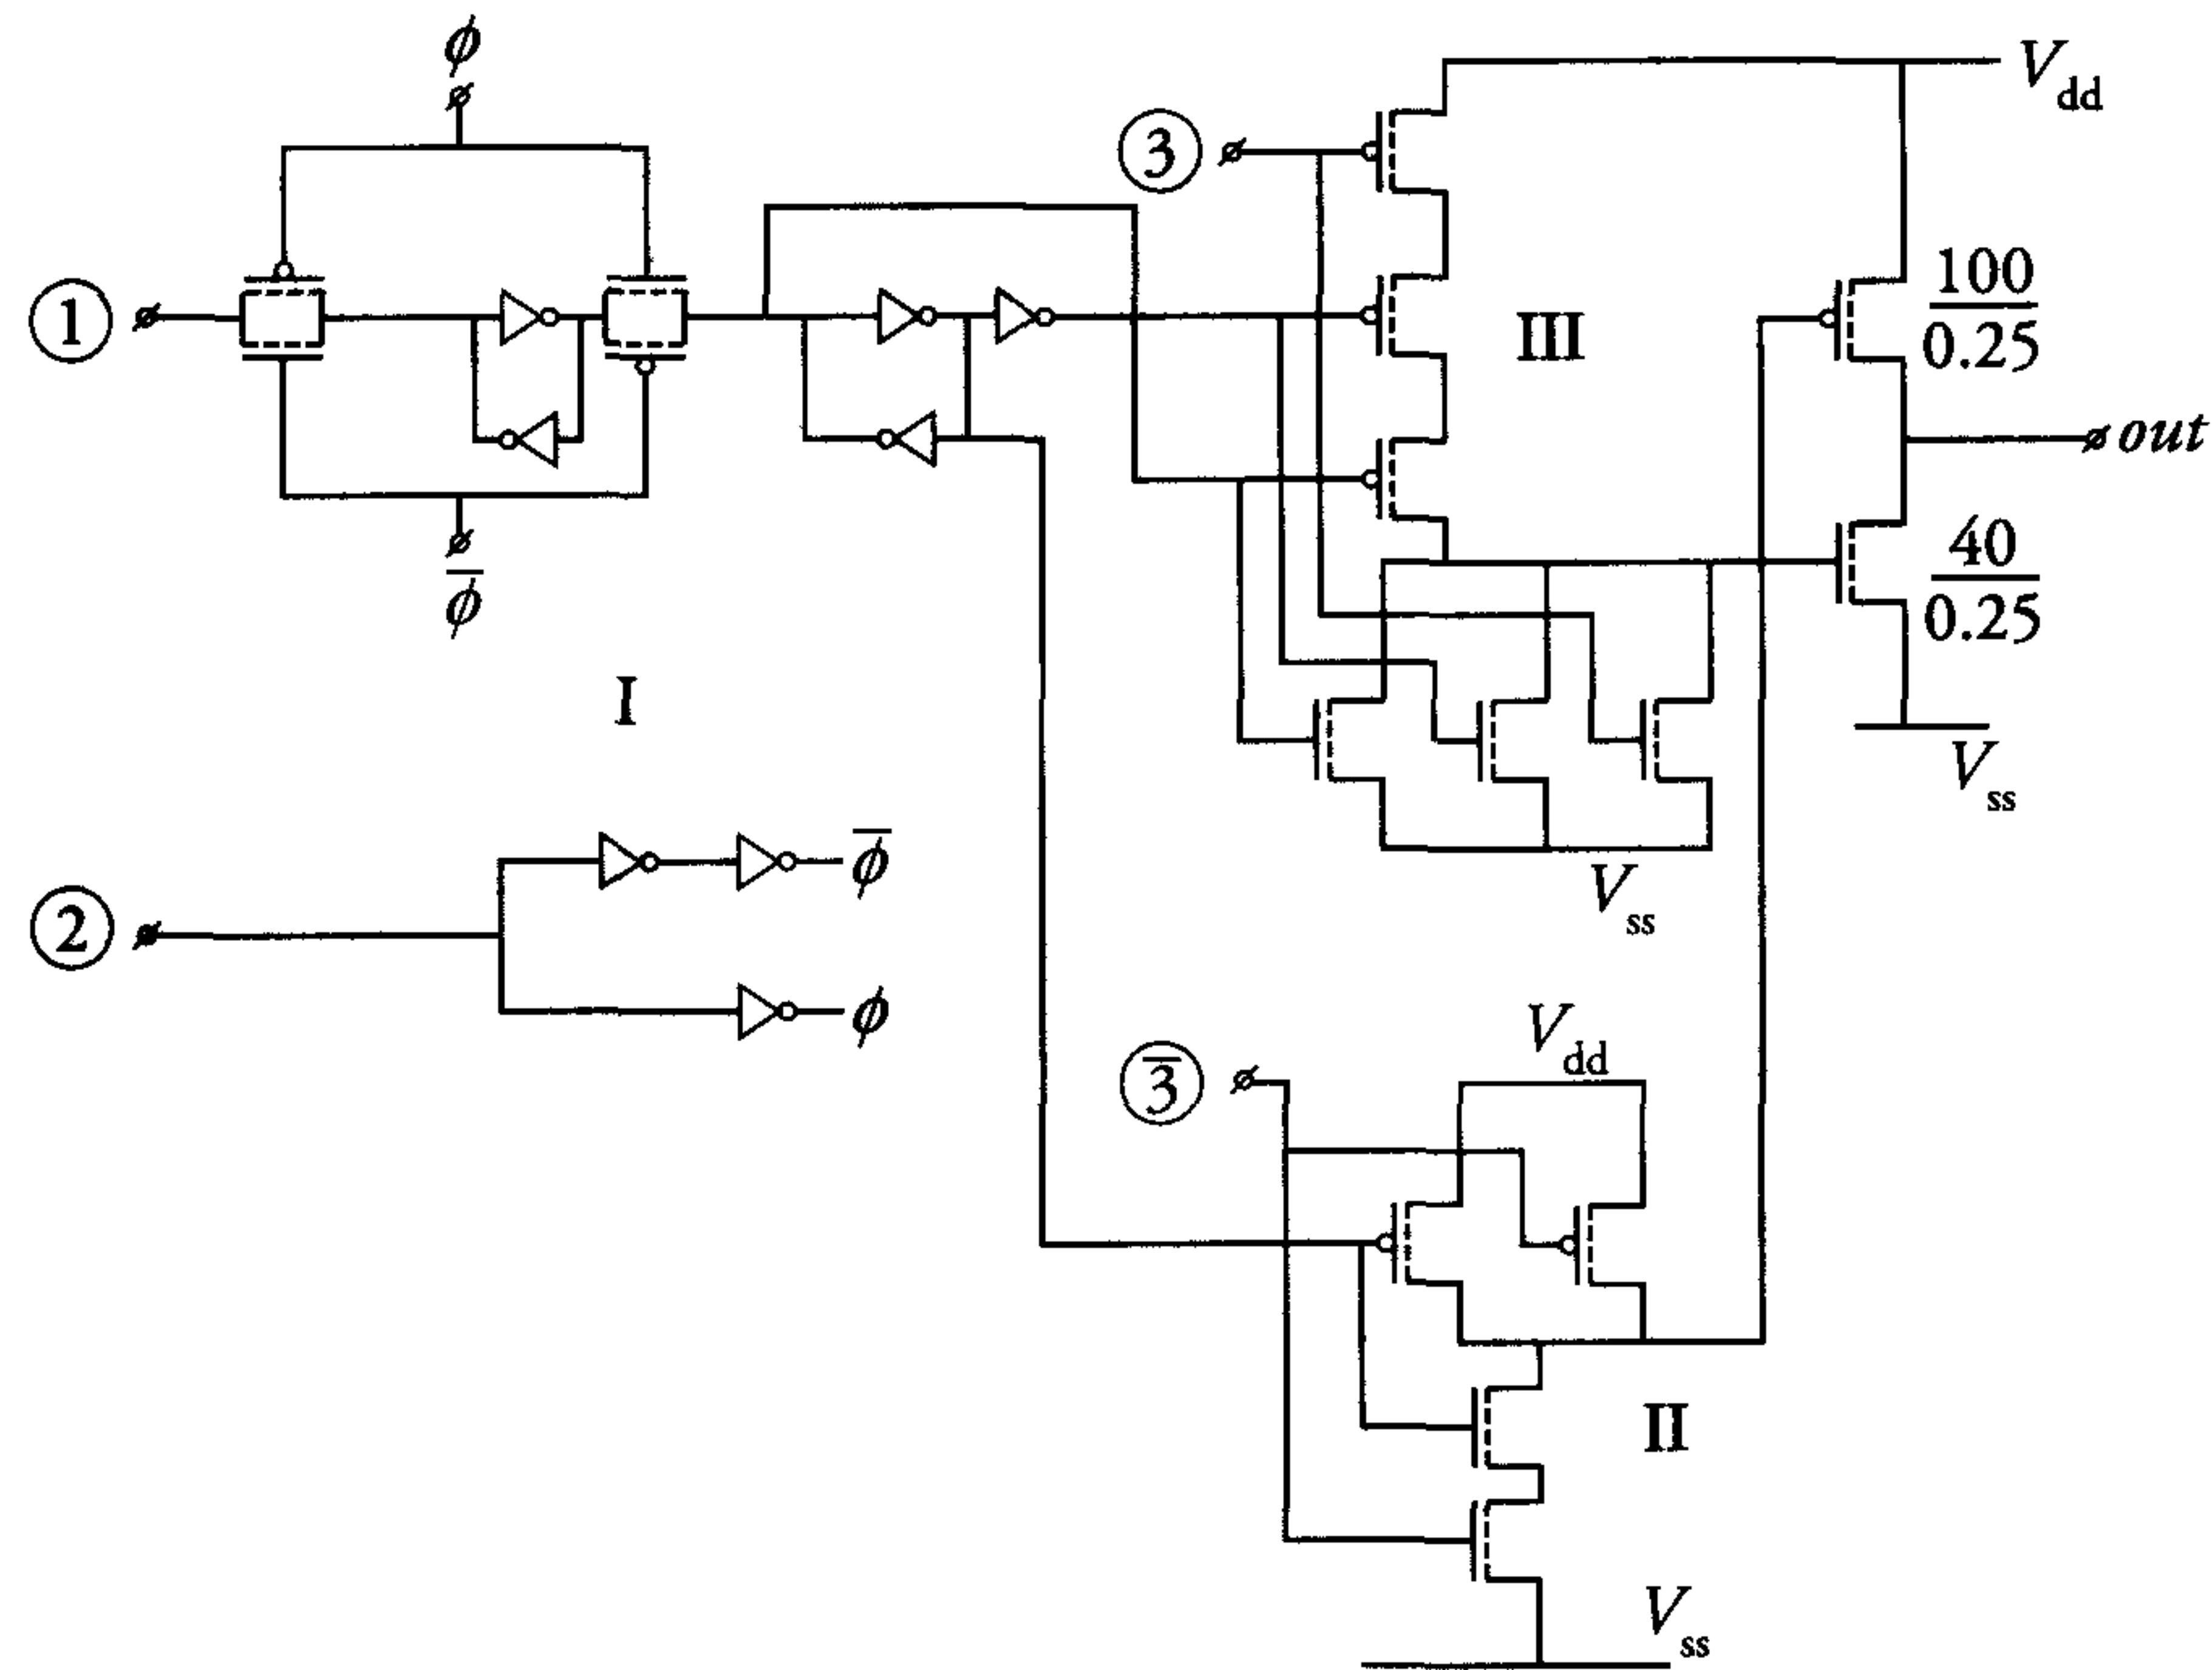 ϕ
V_dd
③
①
III
100
0.25
out
40
0.25
ϕ̅
I
V_ss
ϕ̅
V_ss
②
ϕ
V_dd
3̅
II
V_ss